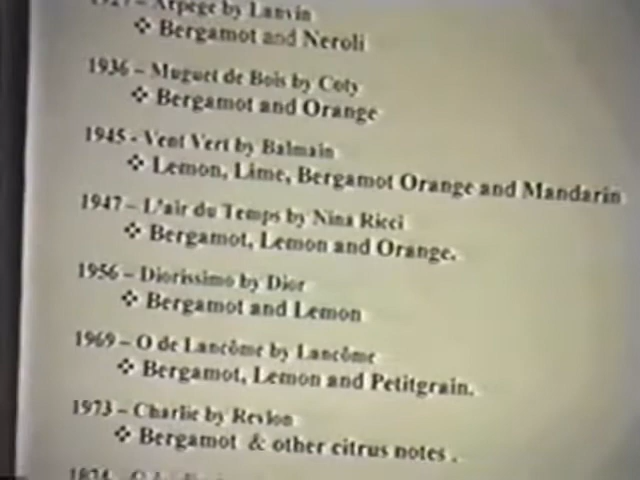 Arpège by Lanvin
❖ Bergamot and Neroli
1936 – Muguet de Bois by Coty
❖ Bergamot and Orange
1945 - Vent Vert by Balmain
❖ Lemon, Lime, Bergamot Orange and Mandarin
1947 – L'air du Temps by Nina Ricci
❖ Bergamot, Lemon and Orange.
1956 – Diorissimo by Dior
❖ Bergamot and Lemon
1969 – O de Lancôme by Lancôme
❖ Bergamot, Lemon and Petitgrain.
1973 – Charlie by Revlon
❖ Bergamot & other citrus notes .